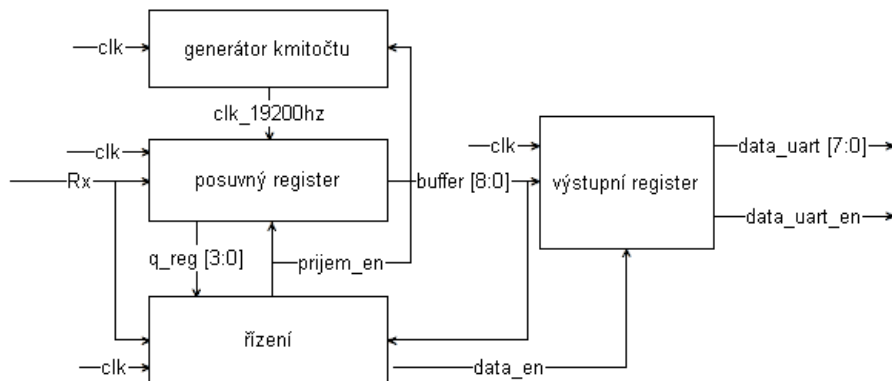 clk
generátor kmitočtu
clk_19200hz
clk
Rx
posuvný register
buffer [8:0]
clk
výstupní register
data_uart [7:0]
data_uart_en
q_reg [3:0]
prijem_en
řízení
clk
data_en